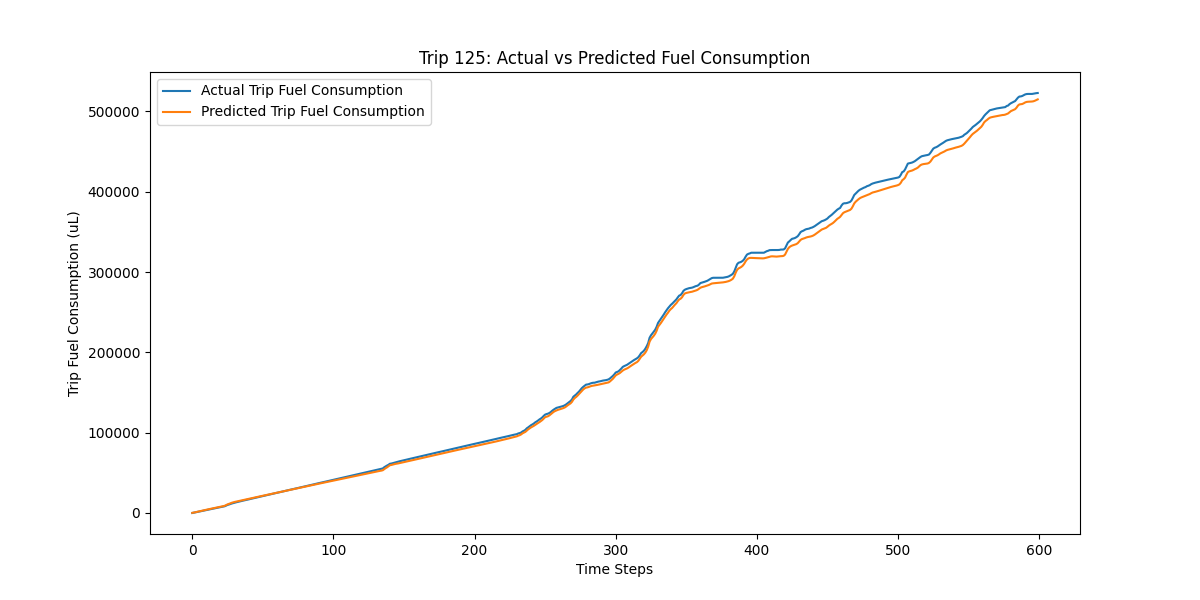 Trip 125: Actual vs Predicted Fuel Consumption
Actual Trip Fuel Consumption
Predicted Trip Fuel Consumption
Trip Fuel Consumption (uL)
500000
400000
300000
200000
100000
0
0 100 200 300 400 500 600
Time Steps